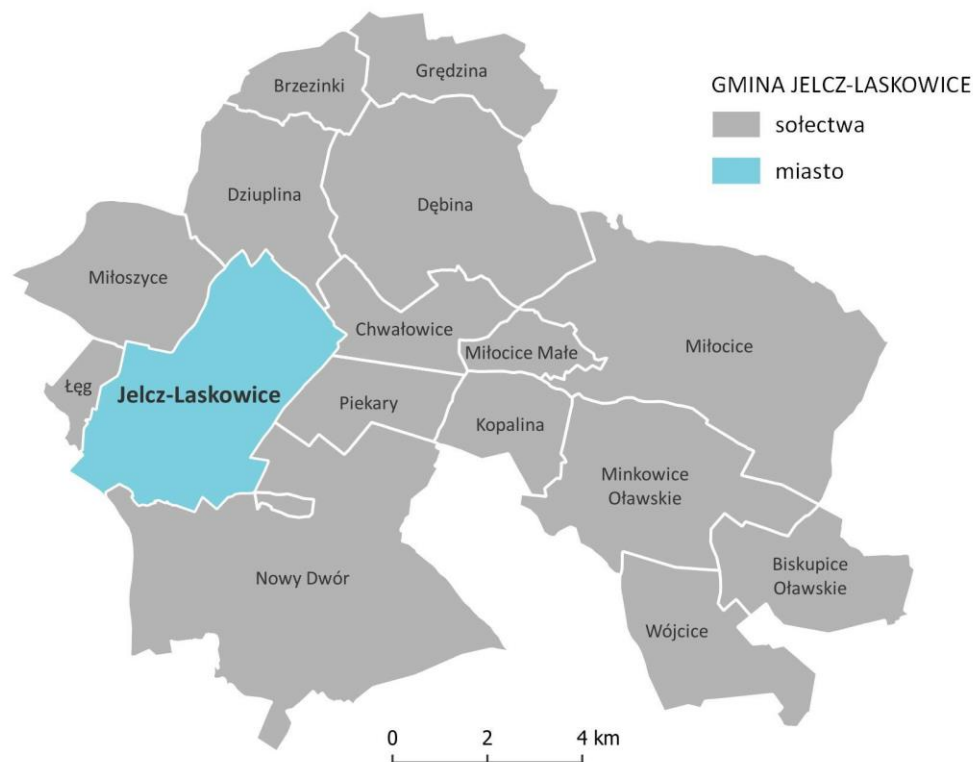 Grędzina
Brzezinki
GMINA JELCZ-LASKOWICE
sołectwa
miasto
Dziuplina
Dębina
Miłoszyce
Chwałowice
Miłocice Małe
Miłocice
Łęg
Jelcz-Laskowice
Piekary
Kopalina
Minkowice
Oławskie
Nowy Dwór
Biskupice
Oławskie
Wójcice
0 2 4 km